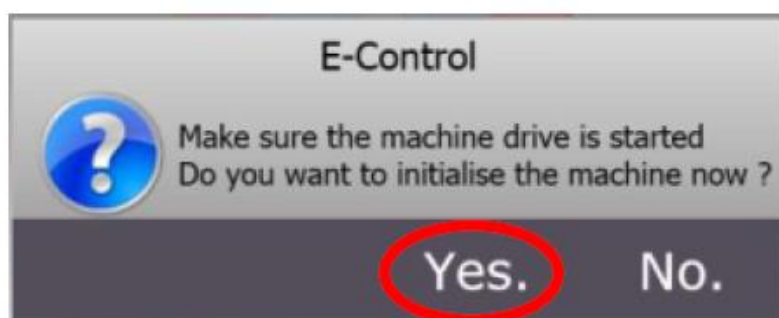 E-Control
Make sure the machine drive is started
Do you want to initialise the machine now ?
Yes. No.